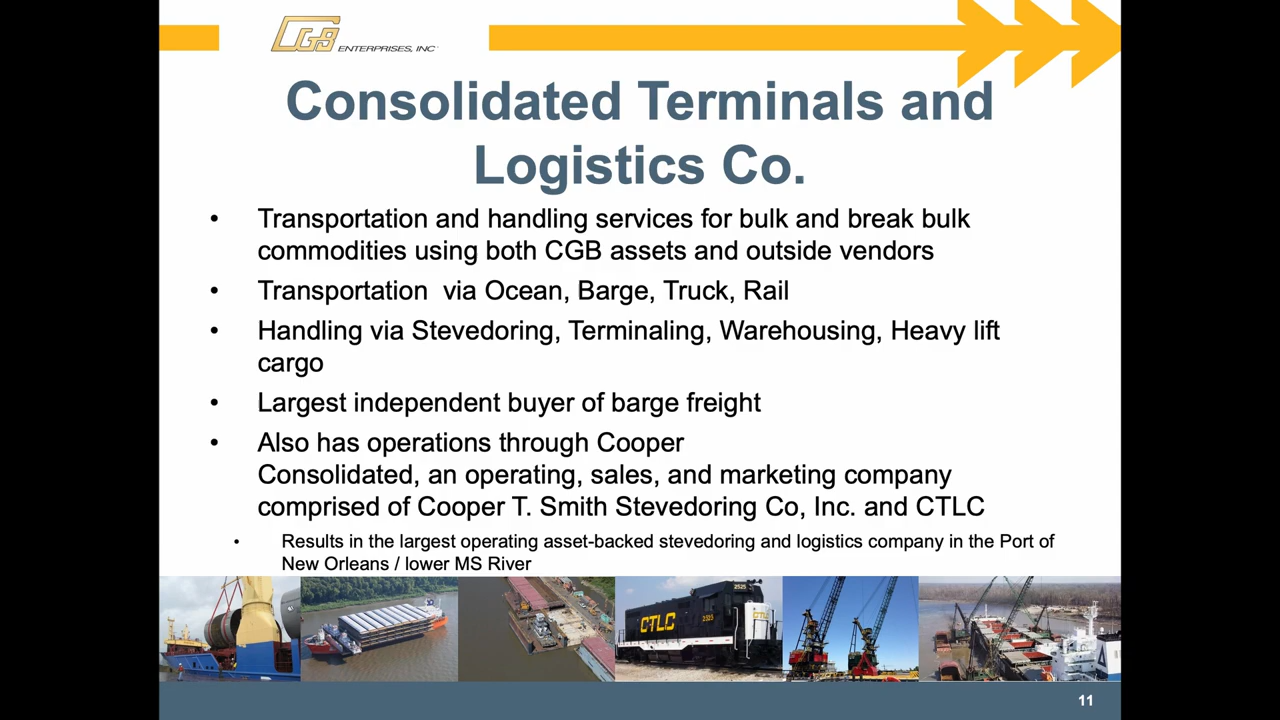 CGB ENTERPRISES, INC
Consolidated Terminals and
Logistics Co.
• Transportation and handling services for bulk and break bulk
commodities using both CGB assets and outside vendors
• Transportation via Ocean, Barge, Truck, Rail
• Handling via Stevedoring, Terminaling, Warehousing, Heavy lift
cargo
• Largest independent buyer of barge freight
• Also has operations through Cooper
Consolidated, an operating, sales, and marketing company
comprised of Cooper T. Smith Stevedoring Co, Inc. and CTLC
• Results in the largest operating asset-backed stevedoring and logistics company in the Port of
New Orleans / lower MS River
2525
CTLC
2525
CTLC
11